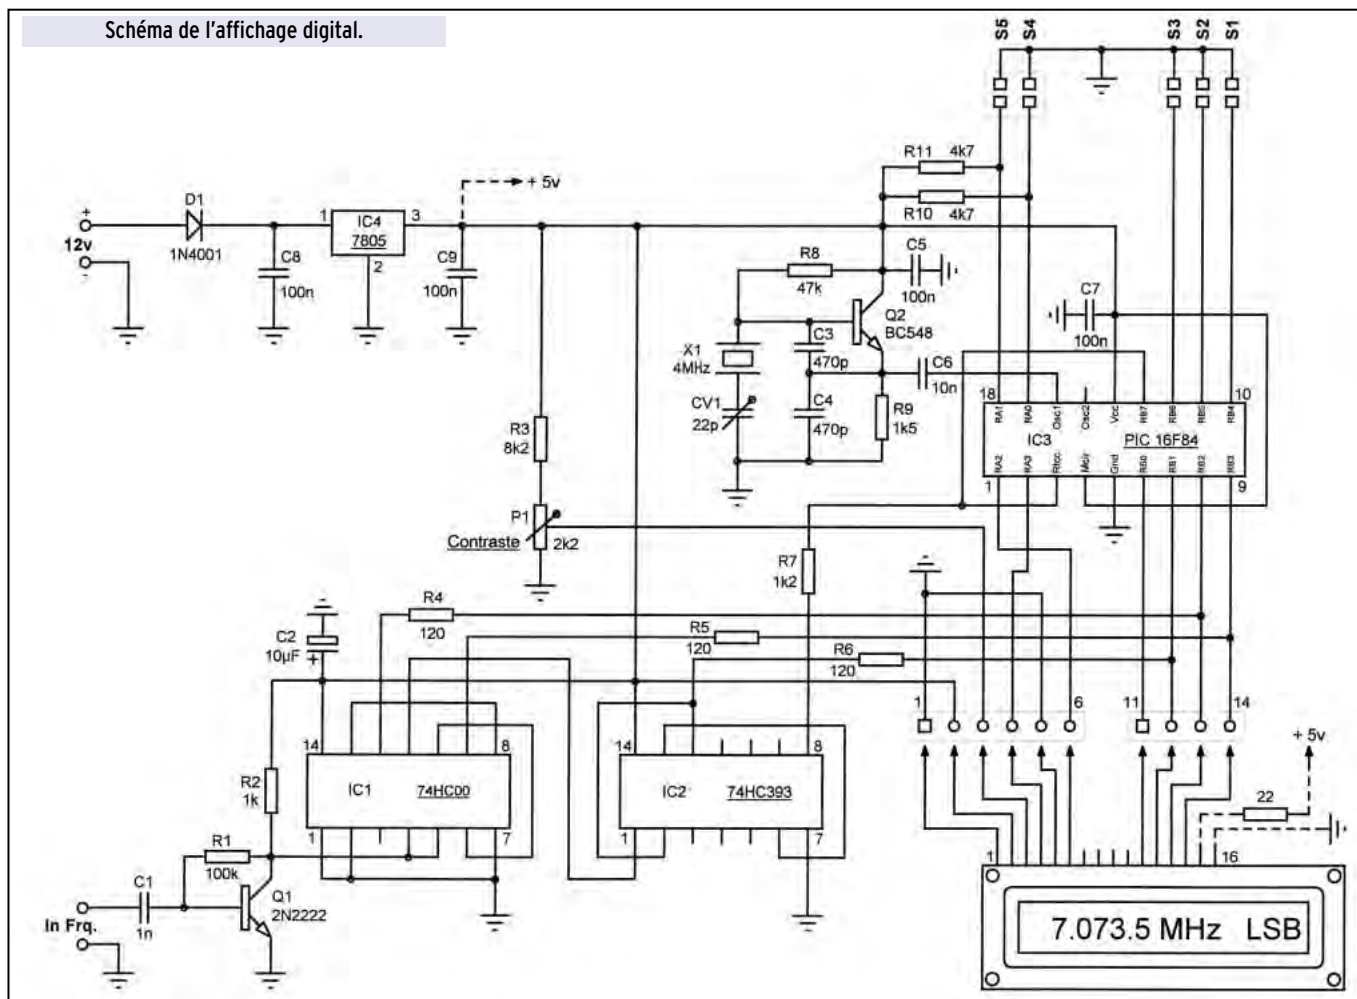 Schéma de l'affichage digital.
S5 S4 S3 S2 S1
R11 4k7
R10 4k7
+ 5v
D1
1N4001
+
12v
-
1 IC4 3
7805
2
C8
100n
C9
100n
R8
47k
C5
100n
Q2
BC548
C7
100n
X1
4MHz
C3
470p
C6
10n
CV1
22p
C4
470p
R9
1k5
R3
8k2
P1
Contraste
2k2
18 10
RA1 RA0 Osc1 Osc2 Vcc RB7 RB6 RB5 RB4
IC3 PIC 16F84
RA2 RA3 Rtcc Mclr Gnd RB0 RB1 RB2 RB3
1 9
R7
1k2
R4
120
R5
120
R6
120
C2
10µF
+
1 6 11 14
14 8
IC1 74HC00
1 7
14 8
IC2 74HC393
1 7
R2
1k
R1
100k
C1
1n
Q1
2N2222
In Frq.
+ 5v
22
1 16
7.073.5 MHz LSB